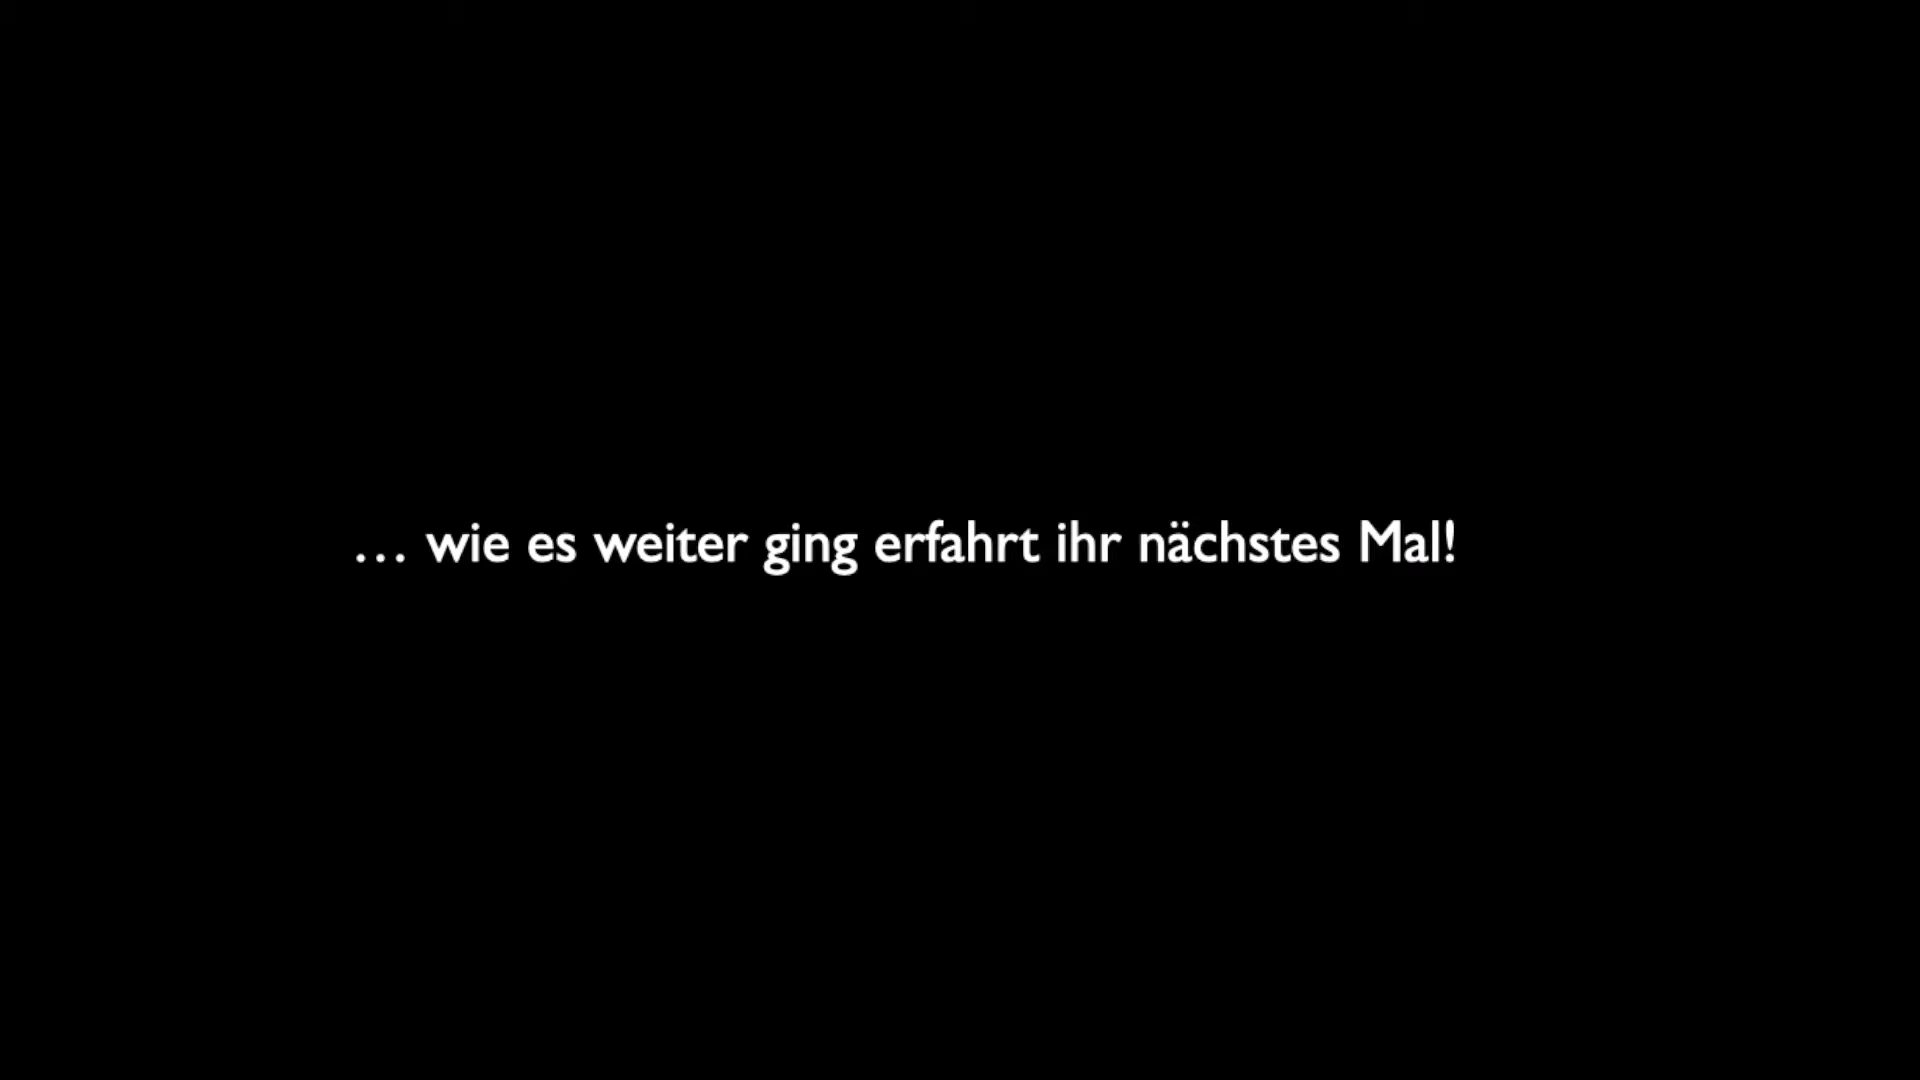 … wie es weiter ging erfahrt ihr nächstes Mal!